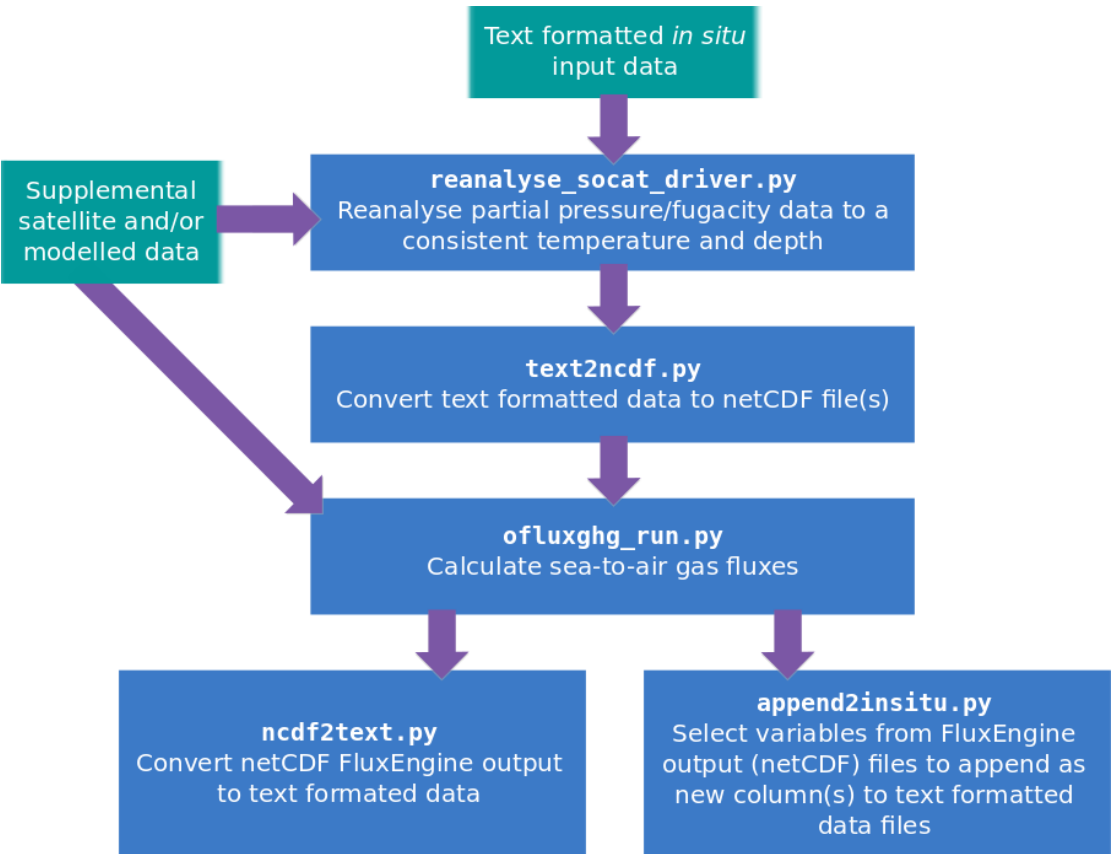 Text formatted in situ
input data
Supplemental
satellite and/or
modelled data
reanalyse_socat_driver.py
Reanalyse partial pressure/fugacity data to a
consistent temperature and depth
text2ncdf.py
Convert text formatted data to netCDF file(s)
ofluxghg_run.py
Calculate sea-to-air gas fluxes
ncdf2text.py
Convert netCDF FluxEngine output
to text formated data
append2insitu.py
Select variables from FluxEngine
output (netCDF) files to append as
new column(s) to text formatted
data files